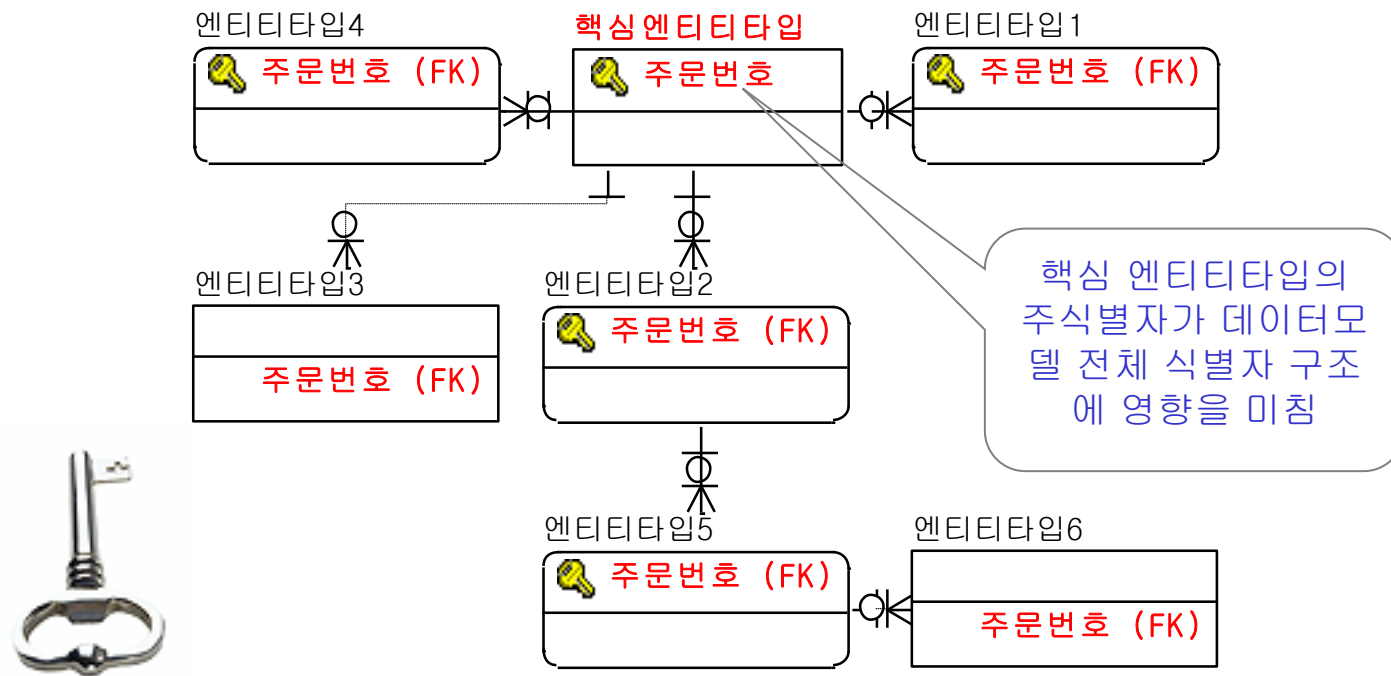 엔티티타입4
주문번호 (FK)
핵심엔티티타입
주문번호
엔티티타입1
주문번호 (FK)
엔티티타입3
주문번호 (FK)
엔티티타입2
주문번호 (FK)
핵심 엔티티타입의
주식별자가 데이터모
델 전체 식별자 구조
에 영향을 미침
엔티티타입5
주문번호 (FK)
엔티티타입6
주문번호 (FK)